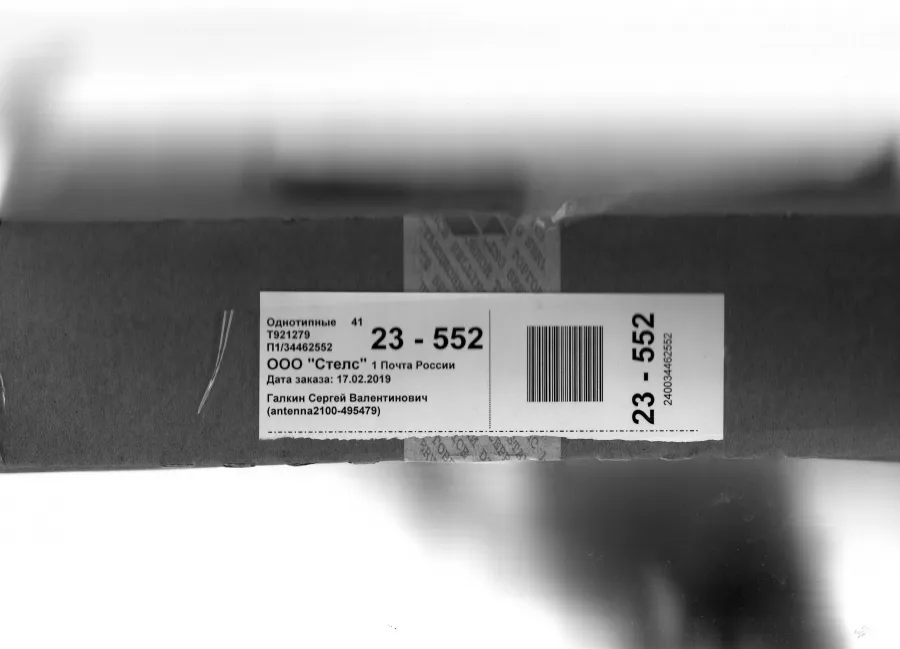 Однотипные 41
Т921279
П1/34462552
23 - 552
ООО "Стелс" 1 Почта России
Дата заказа: 17.02.2019
Галкин Сергей Валентинович
(antenna2100-495479)
23 - 552
240034462552